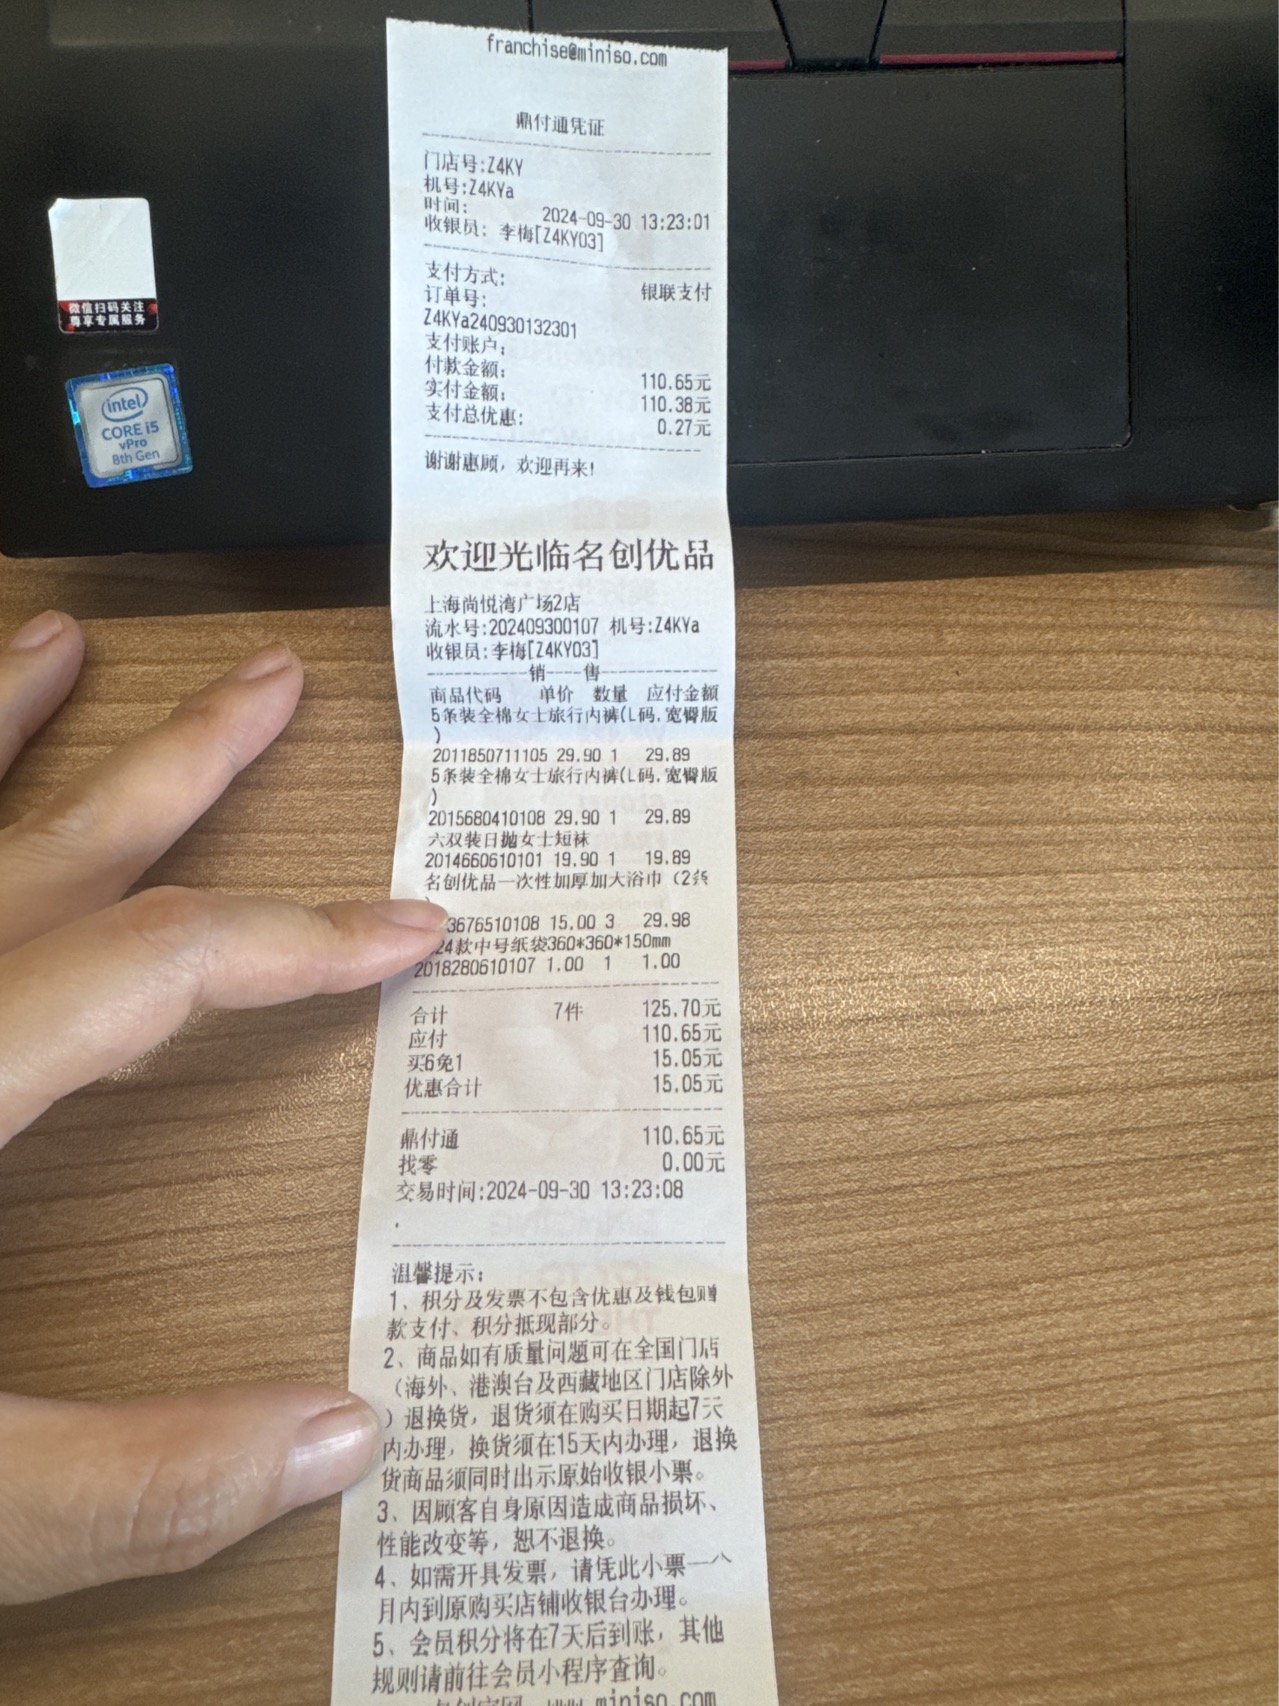 franchise@miniso.com
鼎付通凭证
门店号:Z4KY
机号:Z4KYa
时间: 2024-09-30 13:23:01
收银员: 李梅[Z4KY03]
支付方式: 银联支付
订单号:
Z4KYa240930132301
支付账户:
付款金额: 110.65元
实付金额: 110.38元
支付总优惠: 0.27元
谢谢惠顾, 欢迎再来!
欢迎光临名创优品
上海尚悦湾广场2店
流水号:202409300107 机号:Z4KYa
收银员:李梅[Z4KY03]
销----售
商品代码 单价 数量 应付金额
5条装全棉女士旅行内裤(L码,宽臀版
)
2011850711105 29.90 1 29.89
5条装全棉女士旅行内裤(L码,宽臀版
)
2015680410108 29.90 1 29.89
六双装日抛女士短袜
2014660610101 19.90 1 19.89
名创优品一次性加厚加大浴巾（2条
3676510108 15.00 3 29.98
24款中号纸袋360*360*150mm
2018280610107 1.00 1 1.00
合计 7件 125.70元
应付 110.65元
买6免1 15.05元
优惠合计 15.05元
鼎付通 110.65元
找零 0.00元
交易时间:2024-09-30 13:23:08
.
温馨提示:
1、积分及发票不包含优惠及钱包赠
款支付、积分抵现部分。
2、商品如有质量问题可在全国门店
（海外、港澳台及西藏地区门店除外
）退换货，退货须在购买日期起7天
内办理，换货须在15天内办理，退换
货商品须同时出示原始收银小票。
3、因顾客自身原因造成商品损坏、
性能改变等，恕不退换。
4、如需开具发票，请凭此小票一个
月内到原购买店铺收银台办理。
5、会员积分将在7天后到账，其他
规则请前往会员小程序查询。
www.miniso.com
微信扫码关注
尊享专属服务
intel
CORE i5
vPro
8th Gen